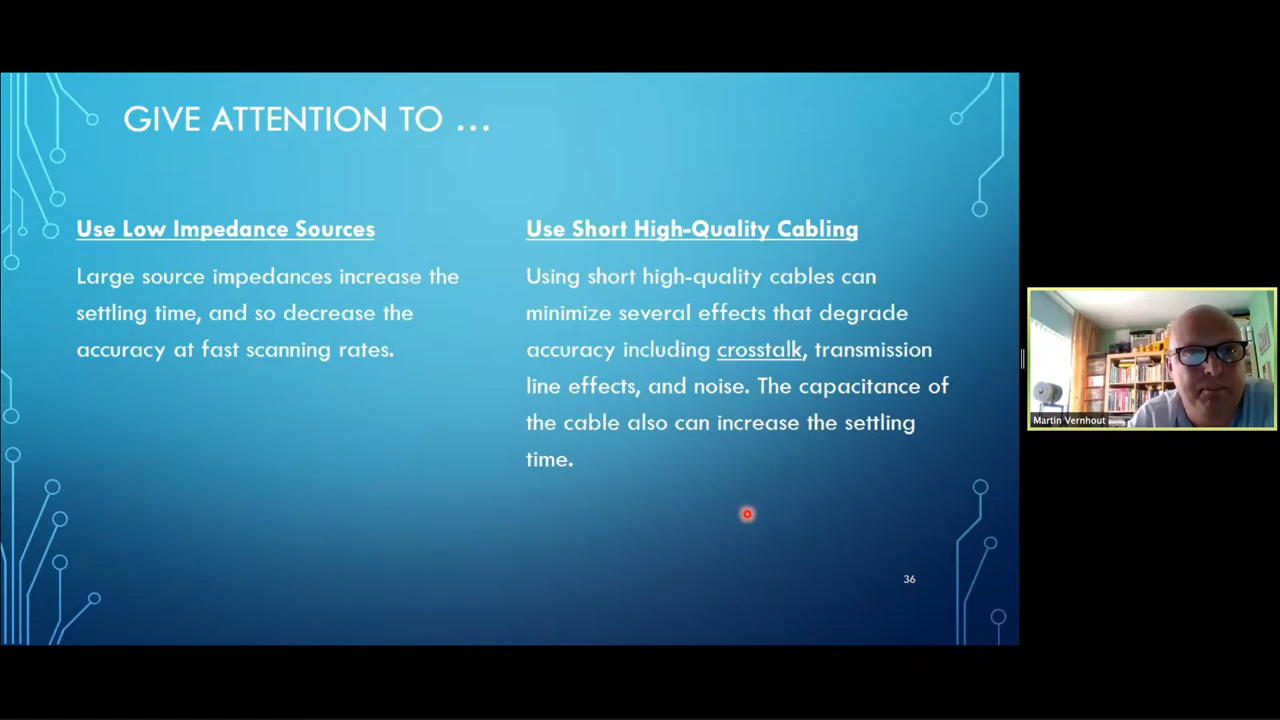 GIVE ATTENTION TO ...
Use Low Impedance Sources
Large source impedances increase the
settling time, and so decrease the
accuracy at fast scanning rates.
Use Short High-Quality Cabling
Using short high-quality cables can
minimize several effects that degrade
accuracy including crosstalk, transmission
line effects, and noise. The capacitance of
the cable also can increase the settling
time.
36
Martin Vernhout